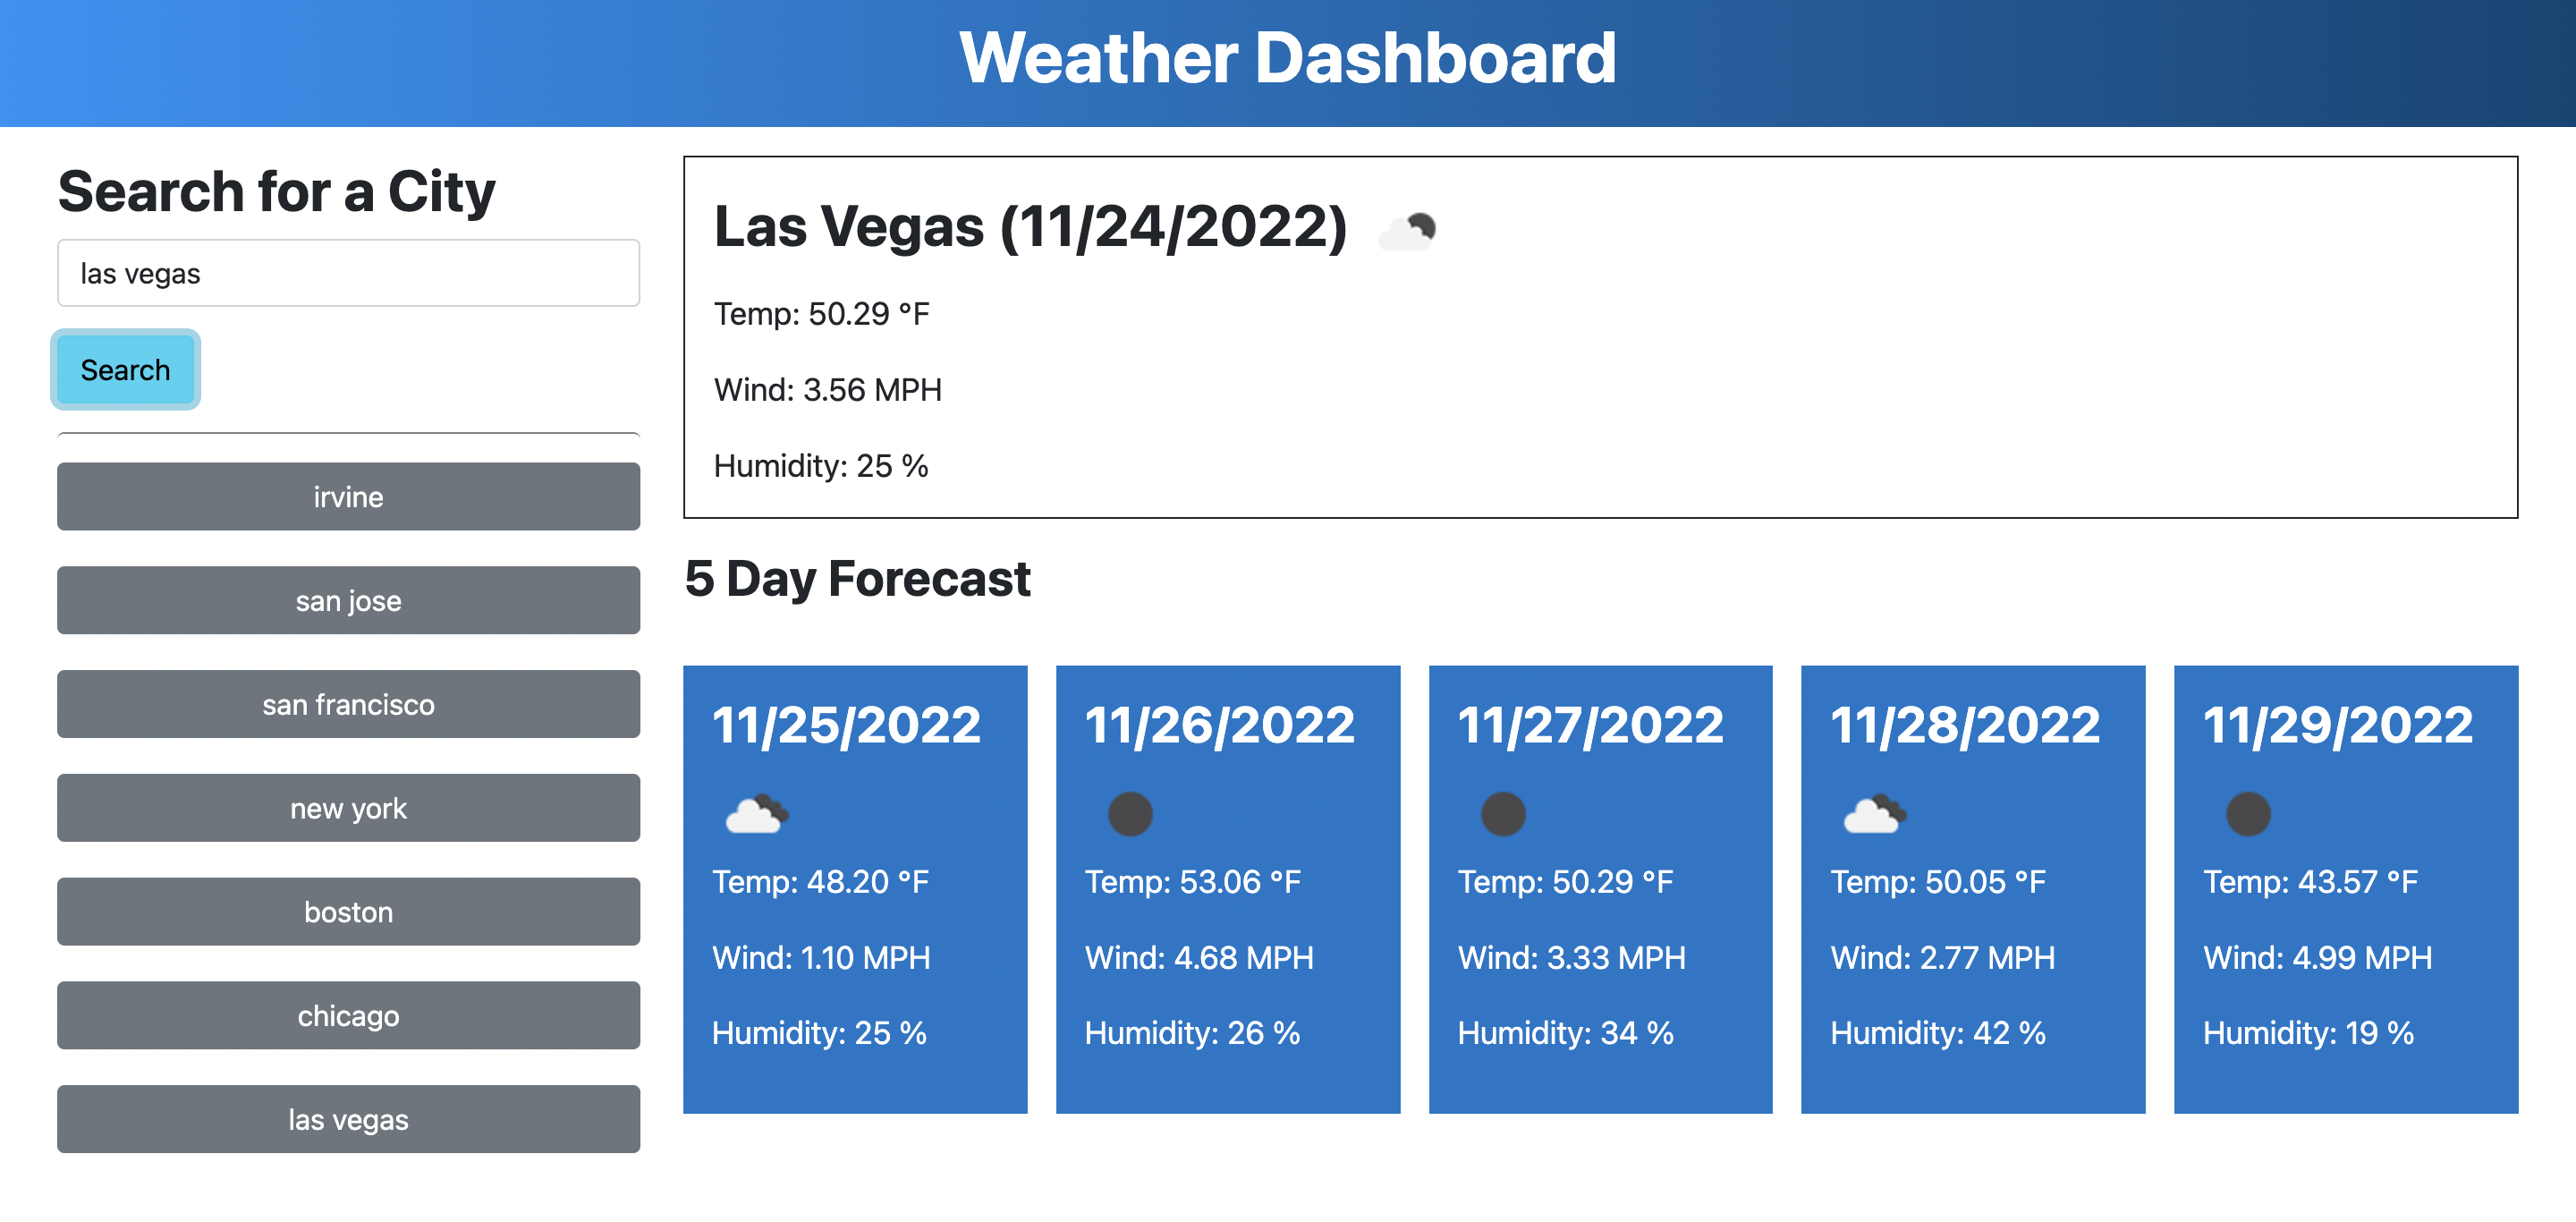 Weather Dashboard
Search for a City
las vegas
Search
irvine
san jose
san francisco
new york
boston
chicago
las vegas
Las Vegas (11/24/2022)
Temp: 50.29 °F
Wind: 3.56 MPH
Humidity: 25 %
5 Day Forecast
11/25/2022
Temp: 48.20 °F
Wind: 1.10 MPH
Humidity: 25 %
11/26/2022
Temp: 53.06 °F
Wind: 4.68 MPH
Humidity: 26 %
11/27/2022
Temp: 50.29 °F
Wind: 3.33 MPH
Humidity: 34 %
11/28/2022
Temp: 50.05 °F
Wind: 2.77 MPH
Humidity: 42 %
11/29/2022
Temp: 43.57 °F
Wind: 4.99 MPH
Humidity: 19 %